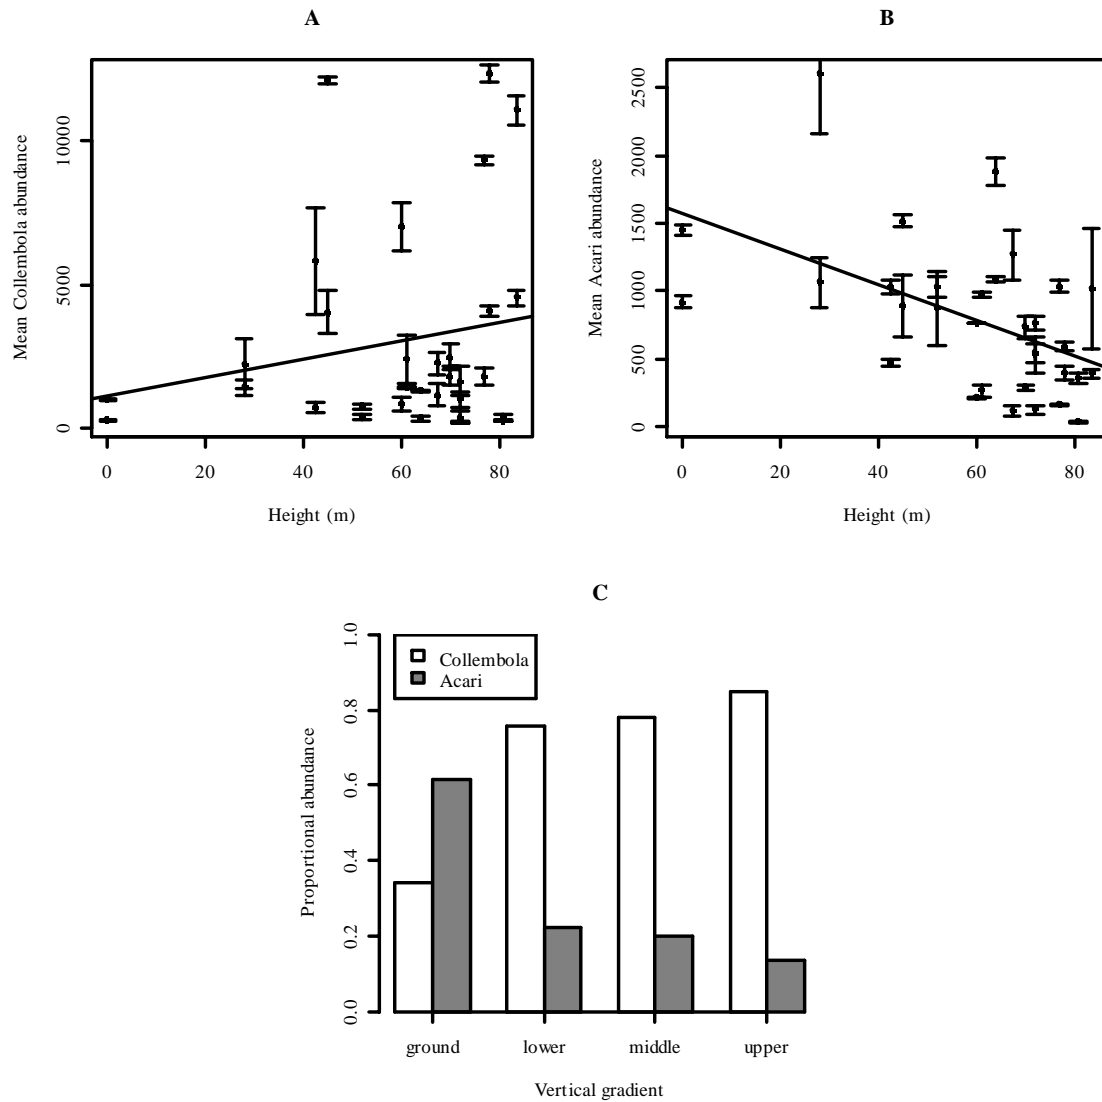 A
Mean Collembola abundance
10000
5000
0
0 20 40 60 80
Height (m)
B
Mean Acari abundance
2500
2000
1500
1000
500
0
0 20 40 60 80
Height (m)
C
Proportional abundance
1.0
0.8
0.6
0.4
0.2
0.0
Collembola
Acari
ground lower middle upper
Vertical gradient